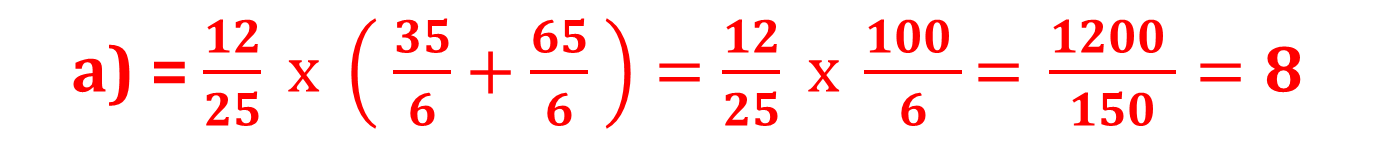 a) = 12/25 x ( 35/6 + 65/6 ) = 12/25 x 100/6 = 1200/150 = 8